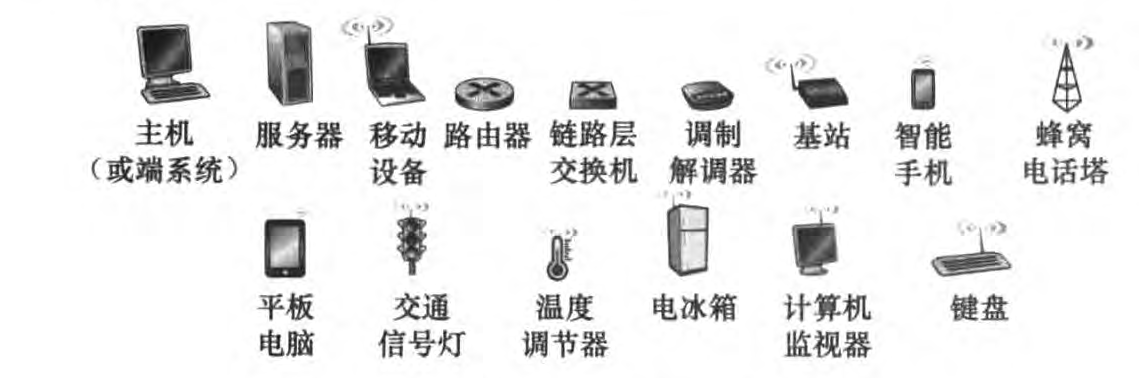 主机 服务器 移动 路由器 链路层 调制 基站 智能 蜂窝
（或端系统） 设备 交换机 解调器 手机 电话塔
平板 交通 温度 电冰箱 计算机 键盘
电脑 信号灯 调节器 监视器